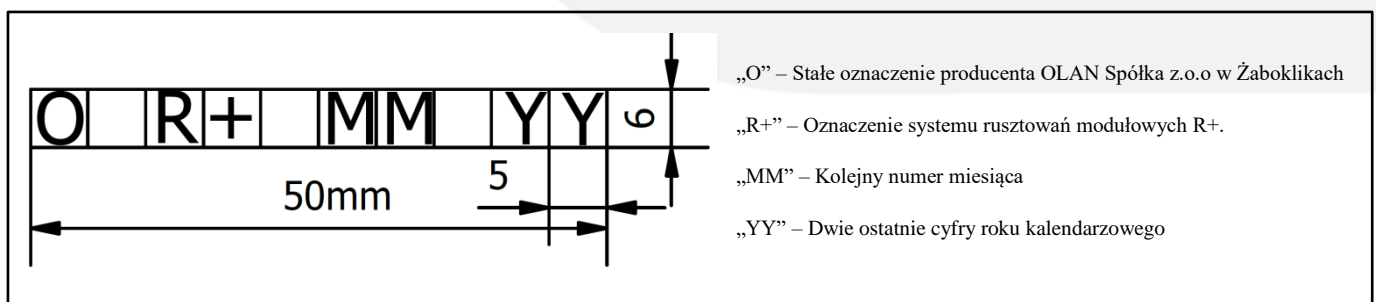 O R+ MM YY
6
5
50mm
„O” – Stałe oznaczenie producenta OLAN Spółka z.o.o w Żaboklikach
„R+” – Oznaczenie systemu rusztowań modułowych R+.
„MM” – Kolejny numer miesiąca
„YY” – Dwie ostatnie cyfry roku kalendarzowego